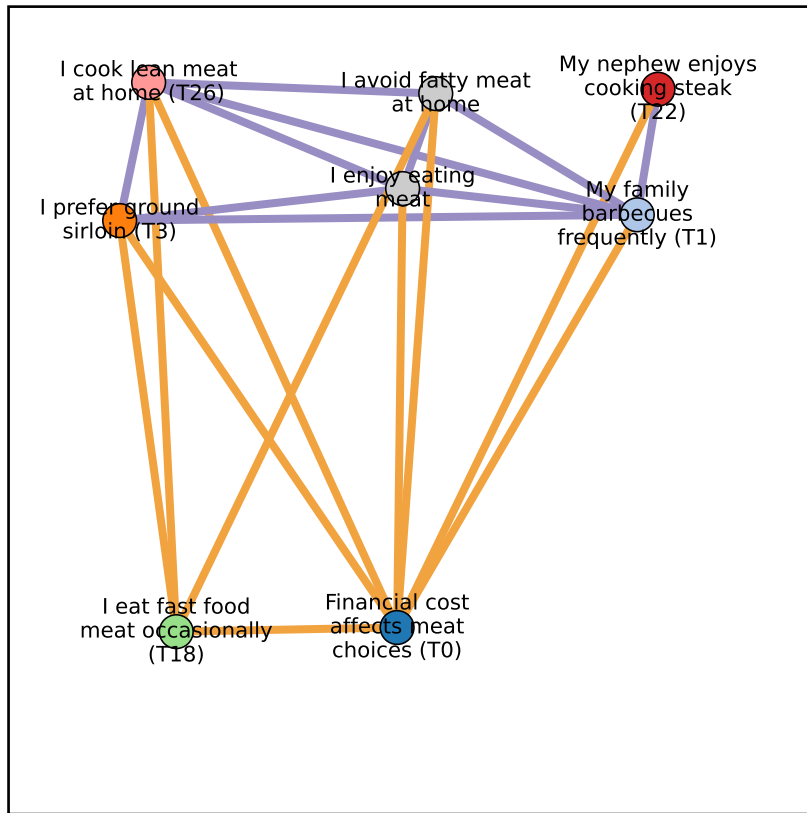 I cook lean meat
at home (T26)
I avoid fatty meat
at home
My nephew enjoys
cooking steak
(T22)
I enjoy eating
meat
My family
barbecues
frequently (T1)
I prefer ground
sirloin (T3)
I eat fast food
meat occasionally
(T18)
Financial cost
affects meat
choices (T0)